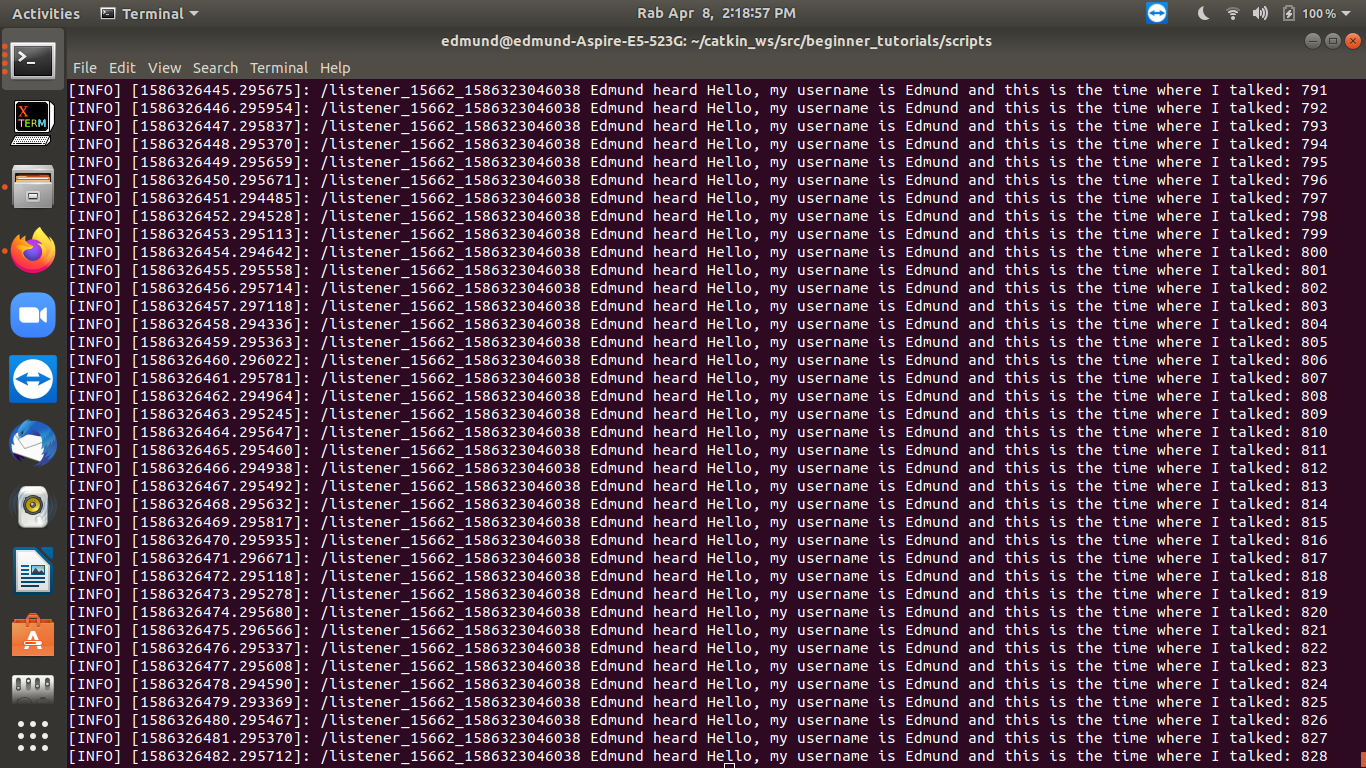 Activities Terminal Rab Apr 8, 2:18:57 PM 100 %
edmund@edmund-Aspire-E5-523G: ~/catkin_ws/src/beginner_tutorials/scripts
File Edit View Search Terminal Help
[INFO] [1586326445.295675]: /listener_15662_1586323046038 Edmund heard Hello, my username is Edmund and this is the time where I talked: 791
[INFO] [1586326446.295954]: /listener_15662_1586323046038 Edmund heard Hello, my username is Edmund and this is the time where I talked: 792
[INFO] [1586326447.295837]: /listener_15662_1586323046038 Edmund heard Hello, my username is Edmund and this is the time where I talked: 793
[INFO] [1586326448.295370]: /listener_15662_1586323046038 Edmund heard Hello, my username is Edmund and this is the time where I talked: 794
[INFO] [1586326449.295659]: /listener_15662_1586323046038 Edmund heard Hello, my username is Edmund and this is the time where I talked: 795
[INFO] [1586326450.295671]: /listener_15662_1586323046038 Edmund heard Hello, my username is Edmund and this is the time where I talked: 796
[INFO] [1586326451.294485]: /listener_15662_1586323046038 Edmund heard Hello, my username is Edmund and this is the time where I talked: 797
[INFO] [1586326452.294528]: /listener_15662_1586323046038 Edmund heard Hello, my username is Edmund and this is the time where I talked: 798
[INFO] [1586326453.295113]: /listener_15662_1586323046038 Edmund heard Hello, my username is Edmund and this is the time where I talked: 799
[INFO] [1586326454.294642]: /listener_15662_1586323046038 Edmund heard Hello, my username is Edmund and this is the time where I talked: 800
[INFO] [1586326455.295558]: /listener_15662_1586323046038 Edmund heard Hello, my username is Edmund and this is the time where I talked: 801
[INFO] [1586326456.295714]: /listener_15662_1586323046038 Edmund heard Hello, my username is Edmund and this is the time where I talked: 802
[INFO] [1586326457.297118]: /listener_15662_1586323046038 Edmund heard Hello, my username is Edmund and this is the time where I talked: 803
[INFO] [1586326458.294336]: /listener_15662_1586323046038 Edmund heard Hello, my username is Edmund and this is the time where I talked: 804
[INFO] [1586326459.295363]: /listener_15662_1586323046038 Edmund heard Hello, my username is Edmund and this is the time where I talked: 805
[INFO] [1586326460.296022]: /listener_15662_1586323046038 Edmund heard Hello, my username is Edmund and this is the time where I talked: 806
[INFO] [1586326461.295781]: /listener_15662_1586323046038 Edmund heard Hello, my username is Edmund and this is the time where I talked: 807
[INFO] [1586326462.294964]: /listener_15662_1586323046038 Edmund heard Hello, my username is Edmund and this is the time where I talked: 808
[INFO] [1586326463.295245]: /listener_15662_1586323046038 Edmund heard Hello, my username is Edmund and this is the time where I talked: 809
[INFO] [1586326464.295647]: /listener_15662_1586323046038 Edmund heard Hello, my username is Edmund and this is the time where I talked: 810
[INFO] [1586326465.295460]: /listener_15662_1586323046038 Edmund heard Hello, my username is Edmund and this is the time where I talked: 811
[INFO] [1586326466.294938]: /listener_15662_1586323046038 Edmund heard Hello, my username is Edmund and this is the time where I talked: 812
[INFO] [1586326467.295492]: /listener_15662_1586323046038 Edmund heard Hello, my username is Edmund and this is the time where I talked: 813
[INFO] [1586326468.295632]: /listener_15662_1586323046038 Edmund heard Hello, my username is Edmund and this is the time where I talked: 814
[INFO] [1586326469.295817]: /listener_15662_1586323046038 Edmund heard Hello, my username is Edmund and this is the time where I talked: 815
[INFO] [1586326470.295935]: /listener_15662_1586323046038 Edmund heard Hello, my username is Edmund and this is the time where I talked: 816
[INFO] [1586326471.296671]: /listener_15662_1586323046038 Edmund heard Hello, my username is Edmund and this is the time where I talked: 817
[INFO] [1586326472.295118]: /listener_15662_1586323046038 Edmund heard Hello, my username is Edmund and this is the time where I talked: 818
[INFO] [1586326473.295278]: /listener_15662_1586323046038 Edmund heard Hello, my username is Edmund and this is the time where I talked: 819
[INFO] [1586326474.295680]: /listener_15662_1586323046038 Edmund heard Hello, my username is Edmund and this is the time where I talked: 820
[INFO] [1586326475.296566]: /listener_15662_1586323046038 Edmund heard Hello, my username is Edmund and this is the time where I talked: 821
[INFO] [1586326476.295337]: /listener_15662_1586323046038 Edmund heard Hello, my username is Edmund and this is the time where I talked: 822
[INFO] [1586326477.295608]: /listener_15662_1586323046038 Edmund heard Hello, my username is Edmund and this is the time where I talked: 823
[INFO] [1586326478.294590]: /listener_15662_1586323046038 Edmund heard Hello, my username is Edmund and this is the time where I talked: 824
[INFO] [1586326479.293369]: /listener_15662_1586323046038 Edmund heard Hello, my username is Edmund and this is the time where I talked: 825
[INFO] [1586326480.295467]: /listener_15662_1586323046038 Edmund heard Hello, my username is Edmund and this is the time where I talked: 826
[INFO] [1586326481.295370]: /listener_15662_1586323046038 Edmund heard Hello, my username is Edmund and this is the time where I talked: 827
[INFO] [1586326482.295712]: /listener_15662_1586323046038 Edmund heard Hello, my username is Edmund and this is the time where I talked: 828
X
TERM